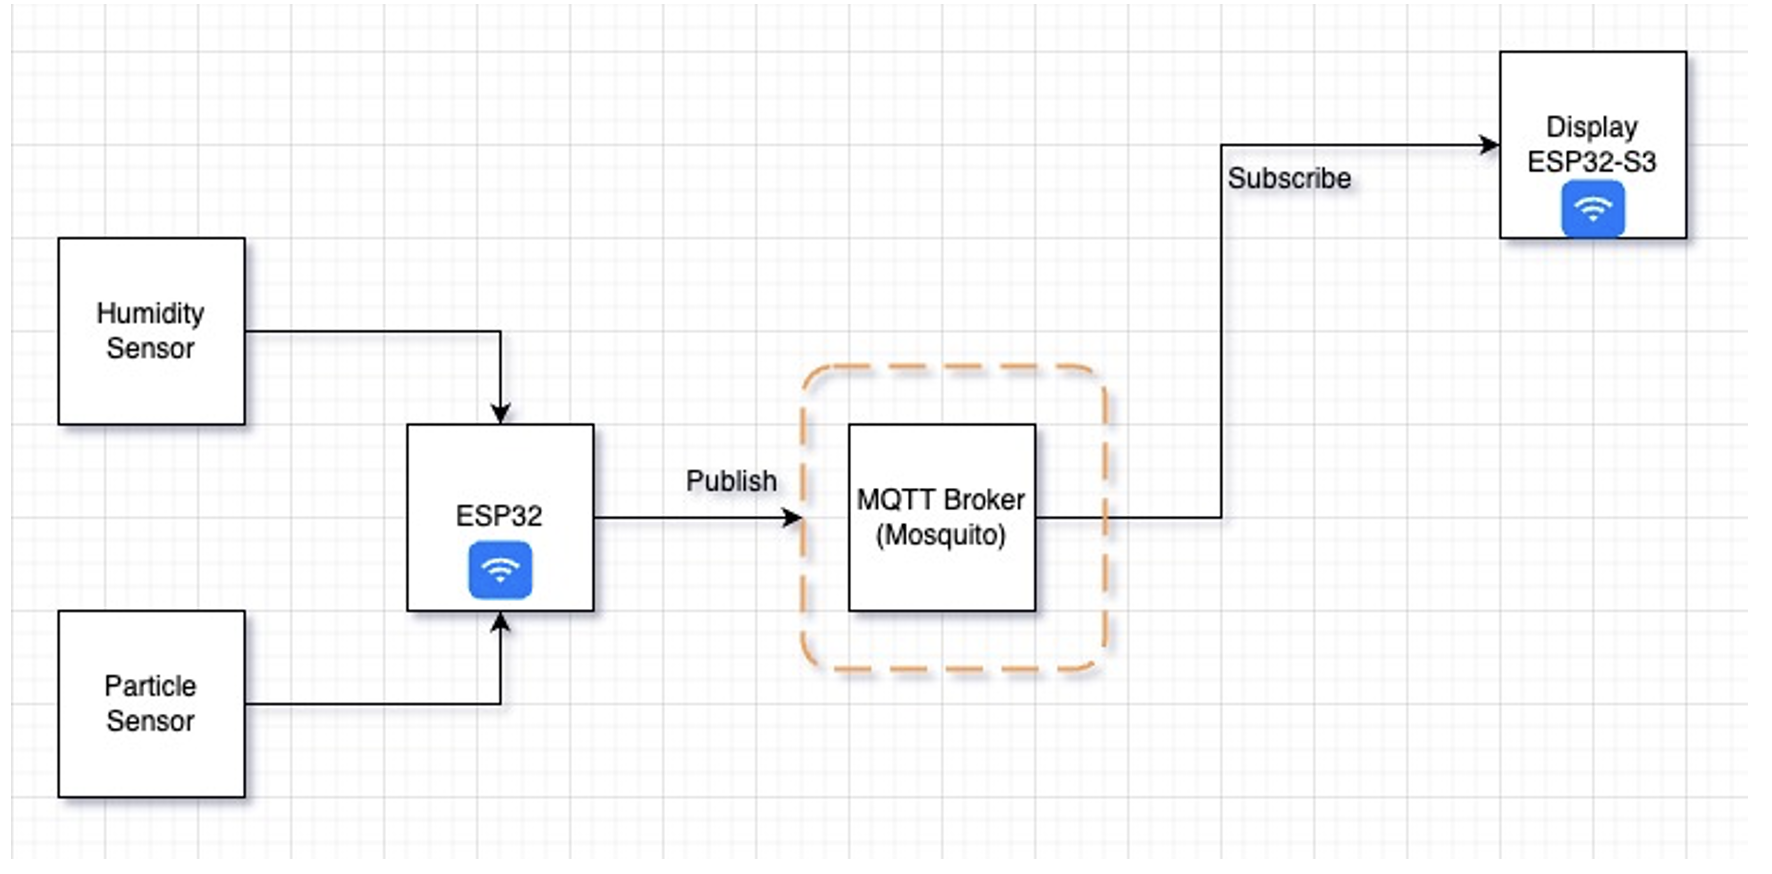 Display
ESP32-S3
Subscribe
Humidity
Sensor
Publish
ESP32
MQTT Broker
(Mosquito)
Particle
Sensor